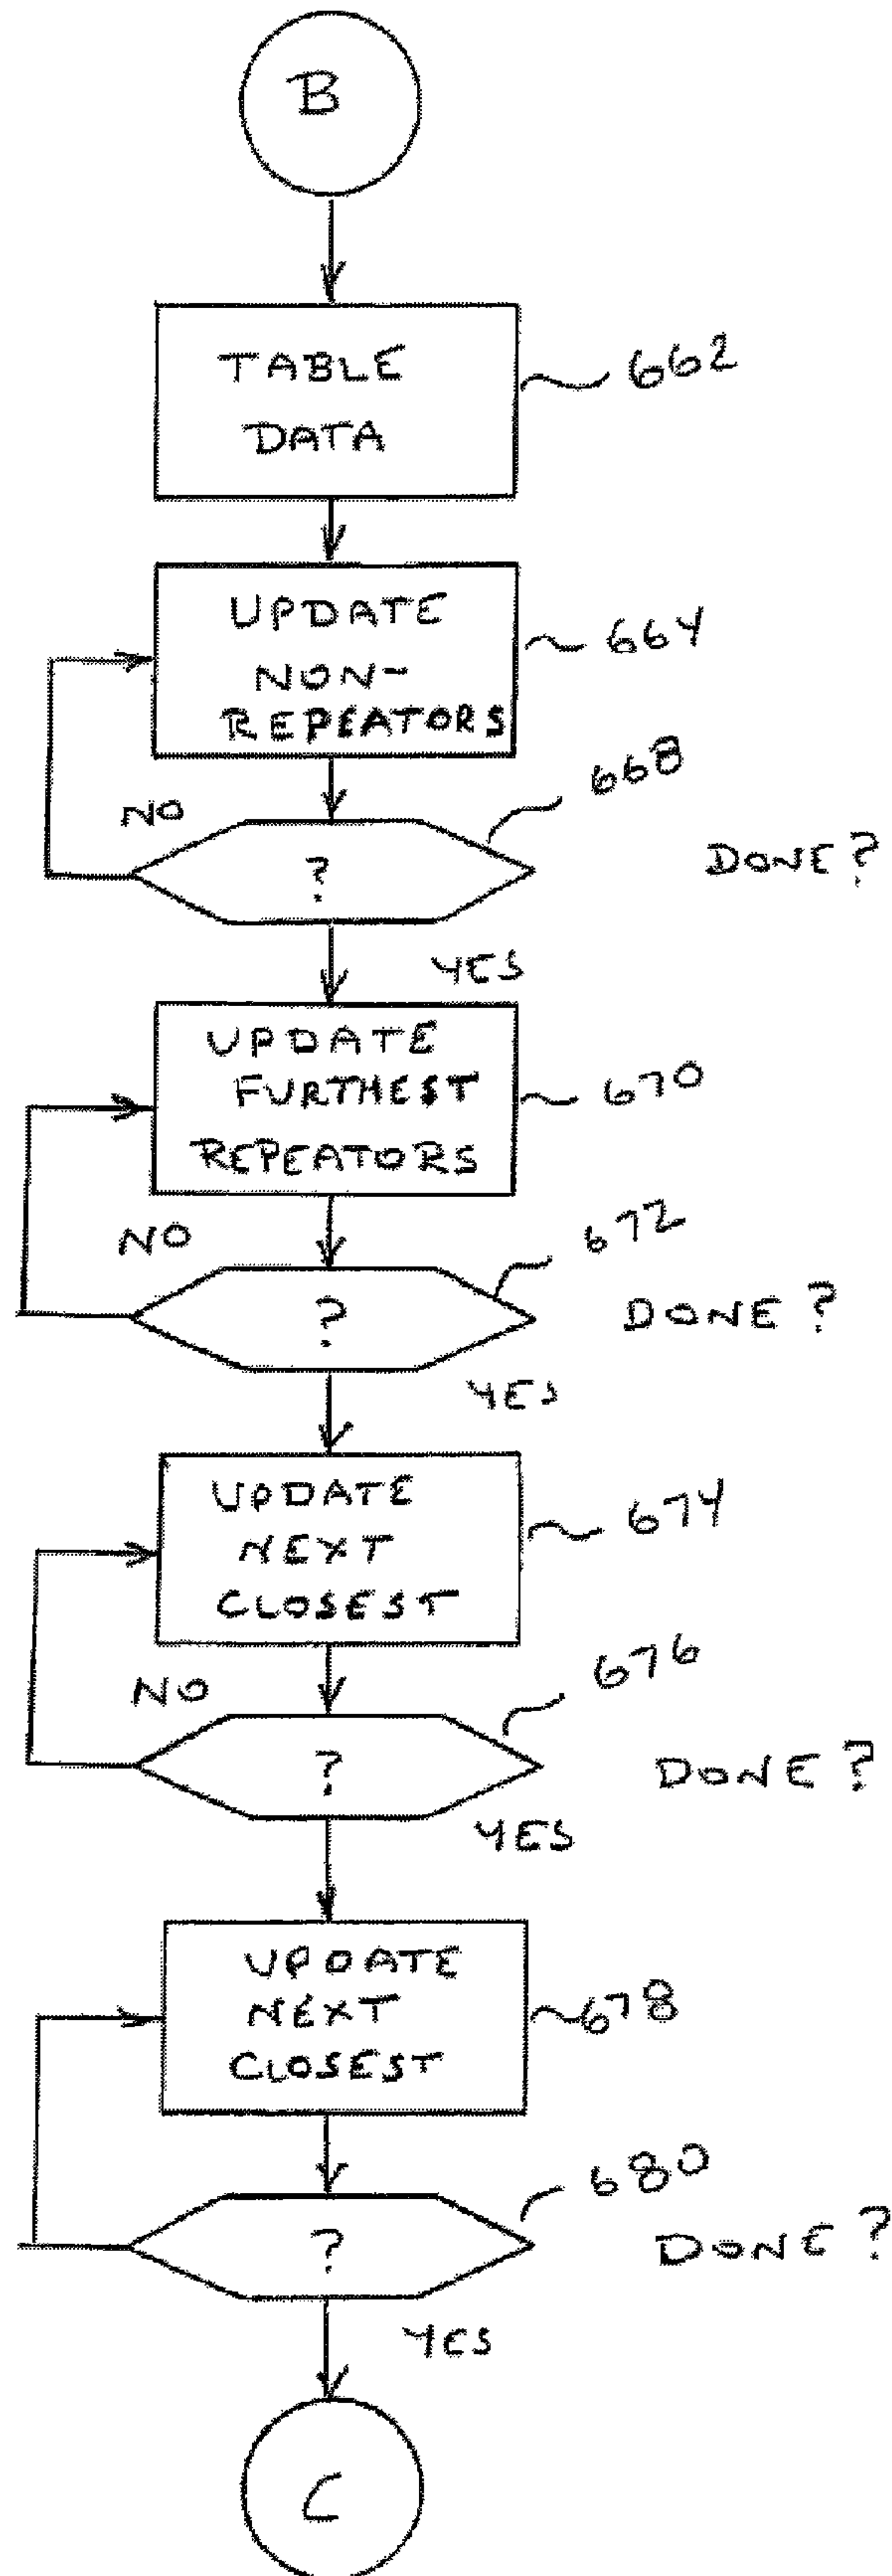 B
TABLE
DATA
662
UPDATE
NON-
REPEATORS
664
668
NO
?
DONE?
YES
UPDATE
FURTHEST
REPEATORS
670
672
NO
?
DONE?
YES
UPDATE
NEXT
CLOSEST
674
676
NO
?
DONE?
YES
UPDATE
NEXT
CLOSEST
678
680
?
DONE?
YES
C